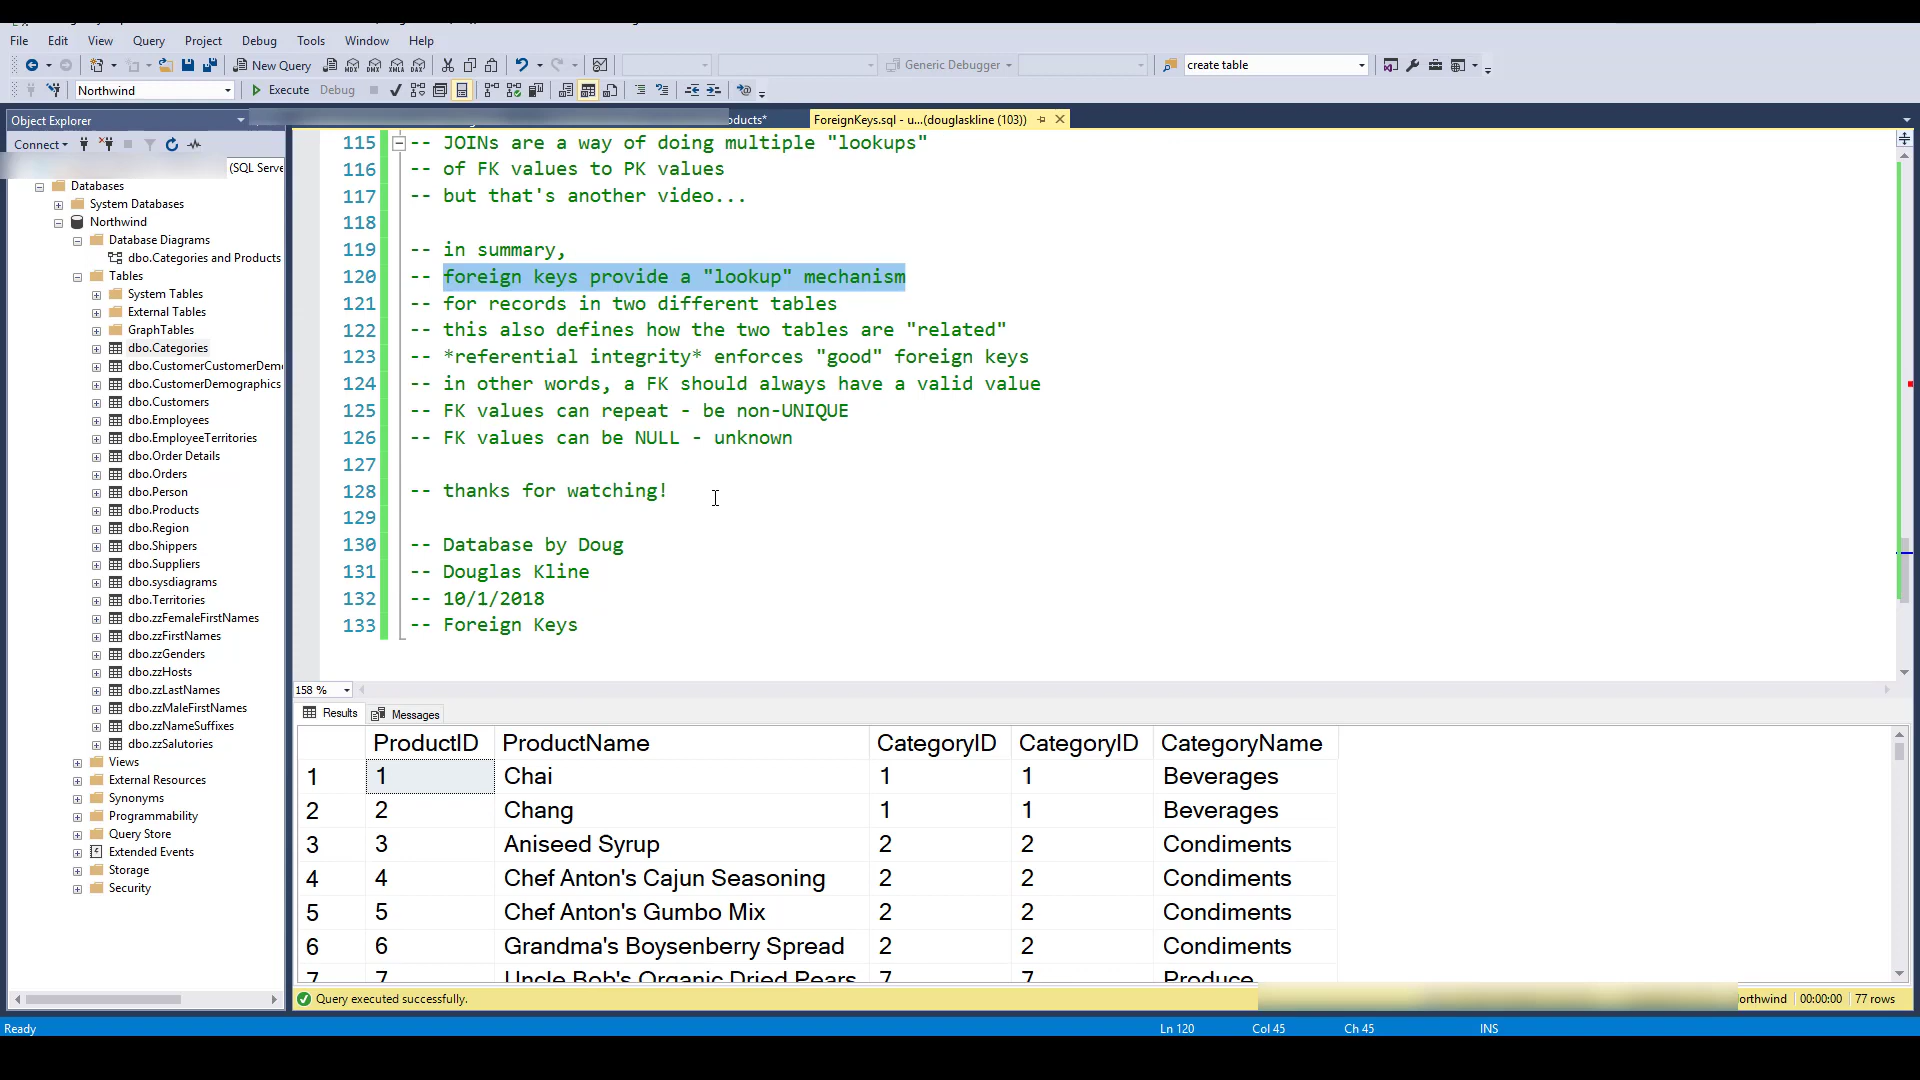 File Edit View Query Project Debug Tools Window Help
New Query Generic Debugger create table
Northwind Execute Debug
Object Explorer
oducts*
ForeignKeys.sql - u...(douglaskline (103))
Connect
(SQL Serve
Databases
System Databases
Northwind
Database Diagrams
dbo.Categories and Products
Tables
System Tables
External Tables
GraphTables
dbo.Categories
dbo.CustomerCustomerDem
dbo.CustomerDemographics
dbo.Customers
dbo.Employees
dbo.EmployeeTerritories
dbo.Order Details
dbo.Orders
dbo.Person
dbo.Products
dbo.Region
dbo.Shippers
dbo.Suppliers
dbo.sysdiagrams
dbo.Territories
dbo.zzFemaleFirstNames
dbo.zzFirstNames
dbo.zzGenders
dbo.zzHosts
dbo.zzLastNames
dbo.zzMaleFirstNames
dbo.zzNameSuffixes
dbo.zzSalutories
Views
External Resources
Synonyms
Programmability
Query Store
Extended Events
Storage
Security
115 -- JOINs are a way of doing multiple "lookups"
116 -- of FK values to PK values
117 -- but that's another video...
118
119 -- in summary,
120 -- foreign keys provide a "lookup" mechanism
121 -- for records in two different tables
122 -- this also defines how the two tables are "related"
123 -- *referential integrity* enforces "good" foreign keys
124 -- in other words, a FK should always have a valid value
125 -- FK values can repeat - be non-UNIQUE
126 -- FK values can be NULL - unknown
127
128 -- thanks for watching!
129
130 -- Database by Doug
131 -- Douglas Kline
132 -- 10/1/2018
133 -- Foreign Keys
158 %
Results Messages
ProductID ProductName CategoryID CategoryID CategoryName
1 1 Chai 1 1 Beverages
2 2 Chang 1 1 Beverages
3 3 Aniseed Syrup 2 2 Condiments
4 4 Chef Anton's Cajun Seasoning 2 2 Condiments
5 5 Chef Anton's Gumbo Mix 2 2 Condiments
6 6 Grandma's Boysenberry Spread 2 2 Condiments
7 7 Uncle Bob's Organic Dried Pears 7 7 Produce
Query executed successfully. orthwind 00:00:00 77 rows
Ready Ln 120 Col 45 Ch 45 INS